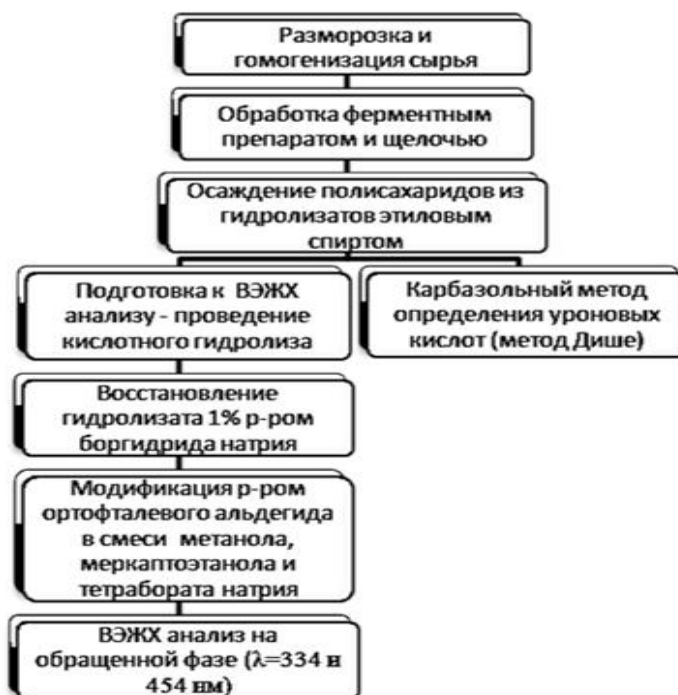 Разморозка и
гомогенизация сырья
Обработка ферментным
препаратом и щелочью
Осаждение полисахаридов из
гидролизатов этиловым
спиртом
Подготовка к ВЭЖХ
анализу - проведение
кислотного гидролиза
Карбазольный метод
определения уроновых
кислот (метод Дише)
Восстановление
гидролизата 1% р-ром
боргидрида натрия
Модификация р-ром
ортофталевого альдегида
в смеси метанола,
меркаптоэтанола и
тетрабората натрия
ВЭЖХ анализ на
обращенной фазе (λ=334 и
454 нм)